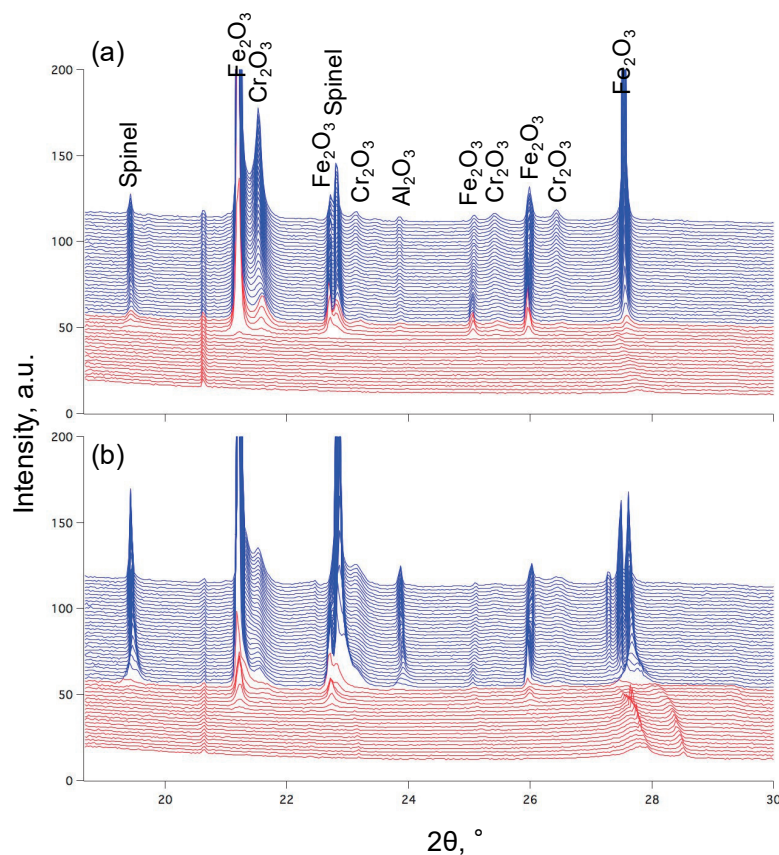 (a)
Spinel
Fe₂O₃
Cr₂O₃
Fe₂O₃
Spinel
Cr₂O₃
Al₂O₃
Fe₂O₃
Cr₂O₃
Fe₂O₃
Cr₂O₃
Fe₂O₃
200
150
100
50
0
(b)
200
150
100
50
0
Intensity, a.u.
20 22 24 26 28 30
2θ, °